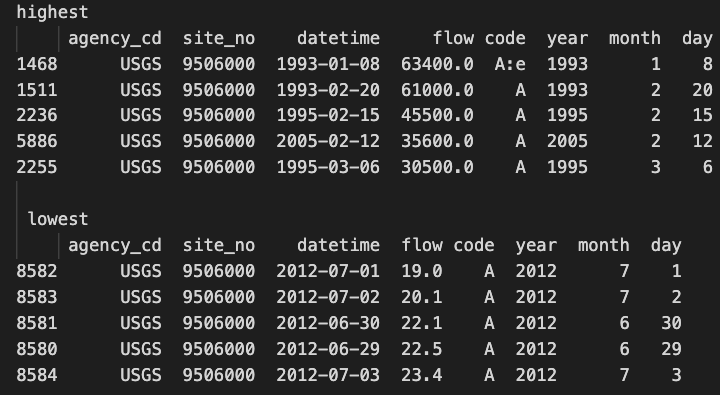 highest
agency_cd site_no datetime flow code year month day
1468 USGS 9506000 1993-01-08 63400.0 A:e 1993 1 8
1511 USGS 9506000 1993-02-20 61000.0 A 1993 2 20
2236 USGS 9506000 1995-02-15 45500.0 A 1995 2 15
5886 USGS 9506000 2005-02-12 35600.0 A 2005 2 12
2255 USGS 9506000 1995-03-06 30500.0 A 1995 3 6
lowest
agency_cd site_no datetime flow code year month day
8582 USGS 9506000 2012-07-01 19.0 A 2012 7 1
8583 USGS 9506000 2012-07-02 20.1 A 2012 7 2
8581 USGS 9506000 2012-06-30 22.1 A 2012 6 30
8580 USGS 9506000 2012-06-29 22.5 A 2012 6 29
8584 USGS 9506000 2012-07-03 23.4 A 2012 7 3